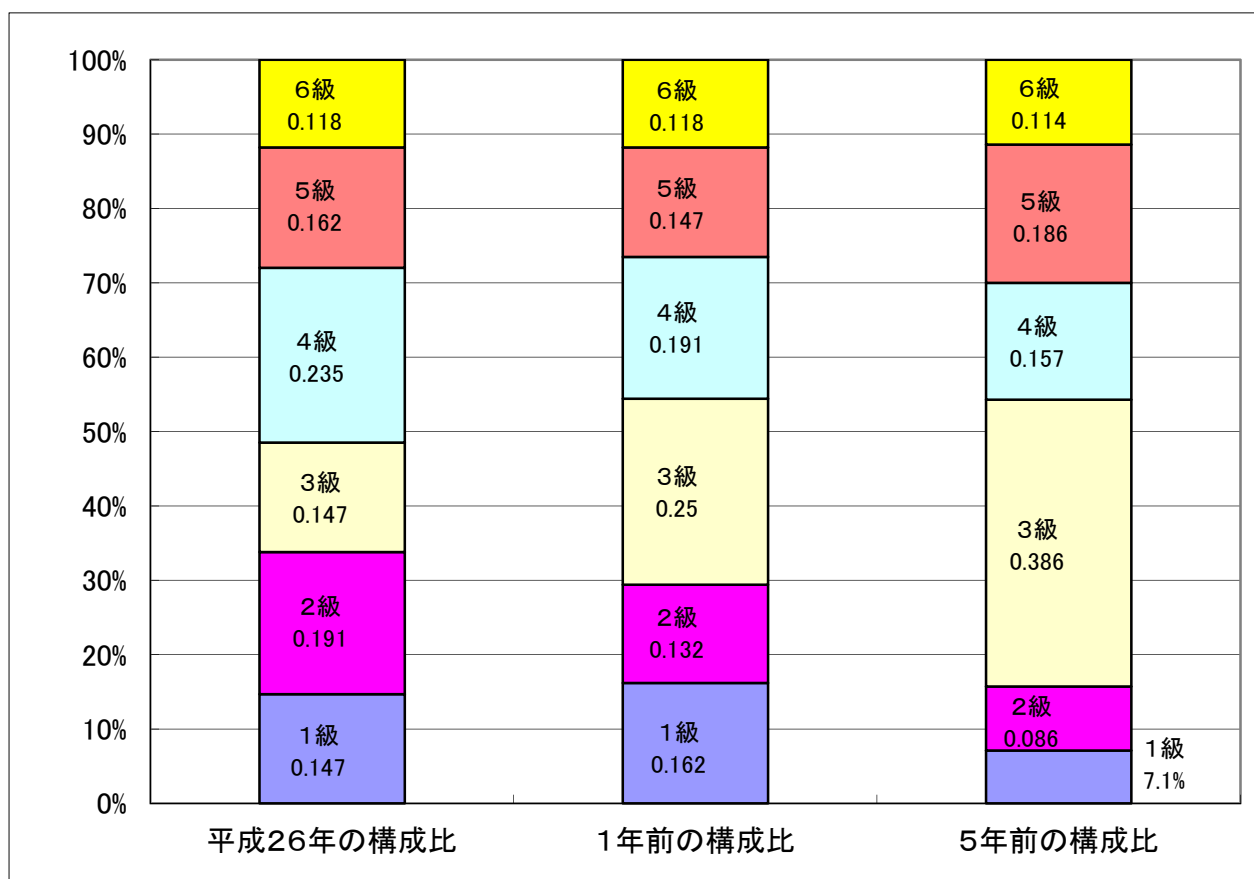 100%
90%
80%
70%
60%
50%
40%
30%
20%
10%
0%
６級
0.118
５級
0.162
４級
0.235
３級
0.147
２級
0.191
１級
0.147
６級
0.118
５級
0.147
４級
0.191
３級
0.25
２級
0.132
１級
0.162
６級
0.114
５級
0.186
４級
0.157
３級
0.386
２級
0.086
１級
7.1%
平成２６年の構成比
１年前の構成比
５年前の構成比